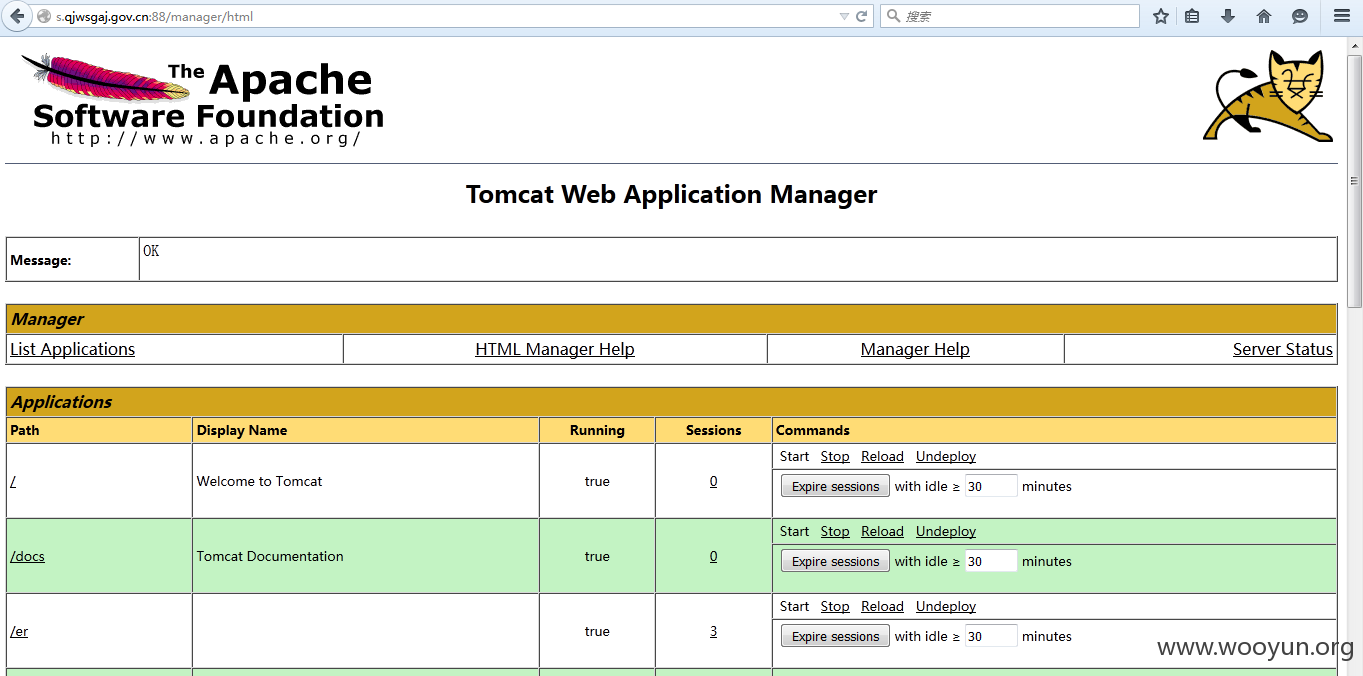 s.qjwsgaj.gov.cn:88/manager/html
搜索
The Apache
Software Foundation
http://www.apache.org/
Tomcat Web Application Manager
Message: OK
Manager
List Applications HTML Manager Help Manager Help Server Status
Applications
Path Display Name Running Sessions Commands
Start Stop Reload Undeploy
/ Welcome to Tomcat true 0
Expire sessions with idle ≥ 30 minutes
Start Stop Reload Undeploy
/docs Tomcat Documentation true 0
Expire sessions with idle ≥ 30 minutes
Start Stop Reload Undeploy
/er true 3
Expire sessions with idle ≥ 30 minutes
www.wooyun.org